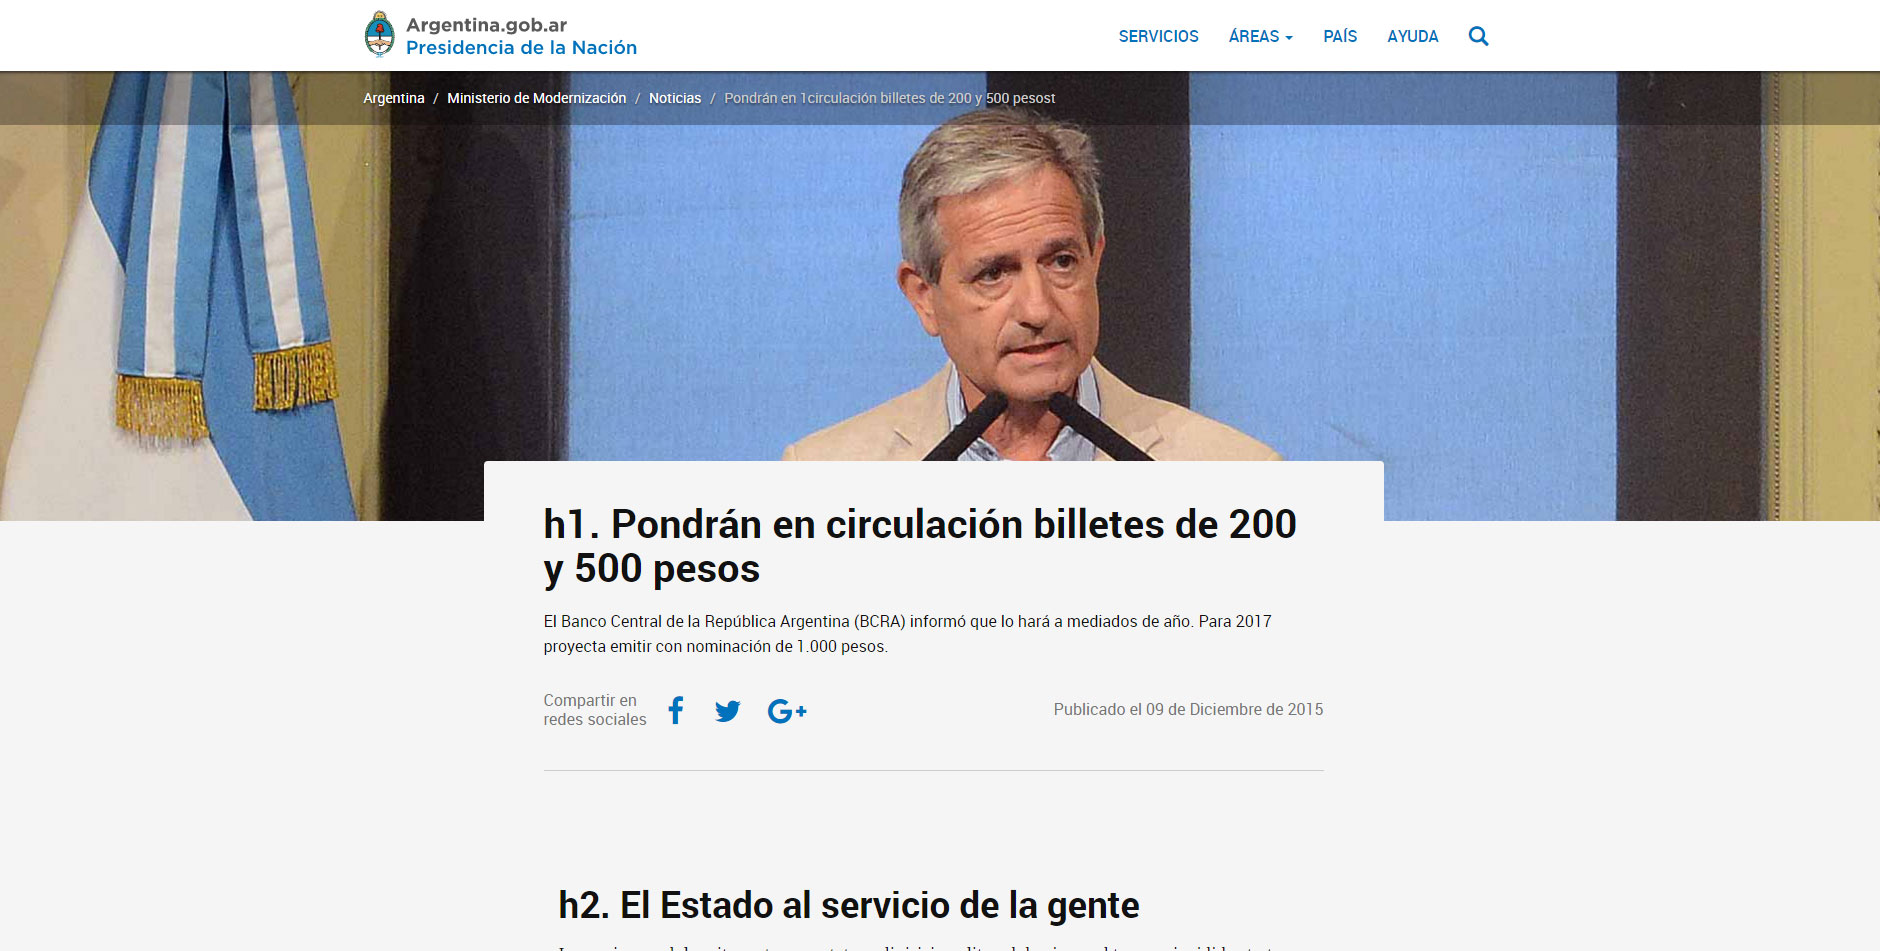 Argentina.gob.ar
Presidencia de la Nación
SERVICIOS ÁREAS PAÍS AYUDA
Argentina / Ministerio de Modernización / Noticias / Pondrán en 1circulación billetes de 200 y 500 pesost
h1. Pondrán en circulación billetes de 200
y 500 pesos
El Banco Central de la República Argentina (BCRA) informó que lo hará a mediados de año. Para 2017
proyecta emitir con nominación de 1.000 pesos.
Compartir en
redes sociales
Publicado el 09 de Diciembre de 2015
h2. El Estado al servicio de la gente